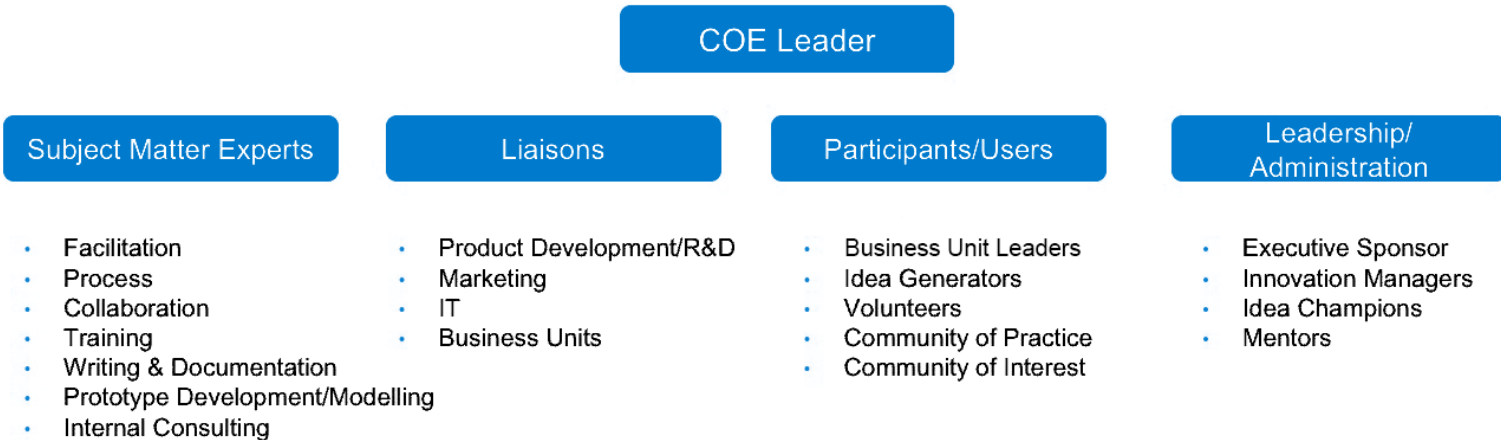 COE Leader
Subject Matter Experts
Facilitation
Process
Collaboration
Training
Writing & Documentation
Prototype Development/Modelling
Internal Consulting
Liaisons
Product Development/R&D
Marketing
IT
Business Units
Participants/Users
Business Unit Leaders
Idea Generators
Volunteers
Community of Practice
Community of Interest
Leadership/
Administration
Executive Sponsor
Innovation Managers
Idea Champions
Mentors